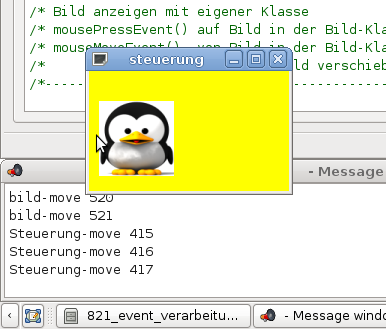 /* Bild anzeigen mit eigener Klasse
/* mousePressEvent() auf Bild in der Bild-Kla
/* mouseMoveEvent() von Bild in der Bild-Kla
/* ld verschieb
/*
steuerung
- Message
bild-move 520
bild-move 521
Steuerung-move 415
Steuerung-move 416
Steuerung-move 417
821_event_verarbeitu...
- Message windo